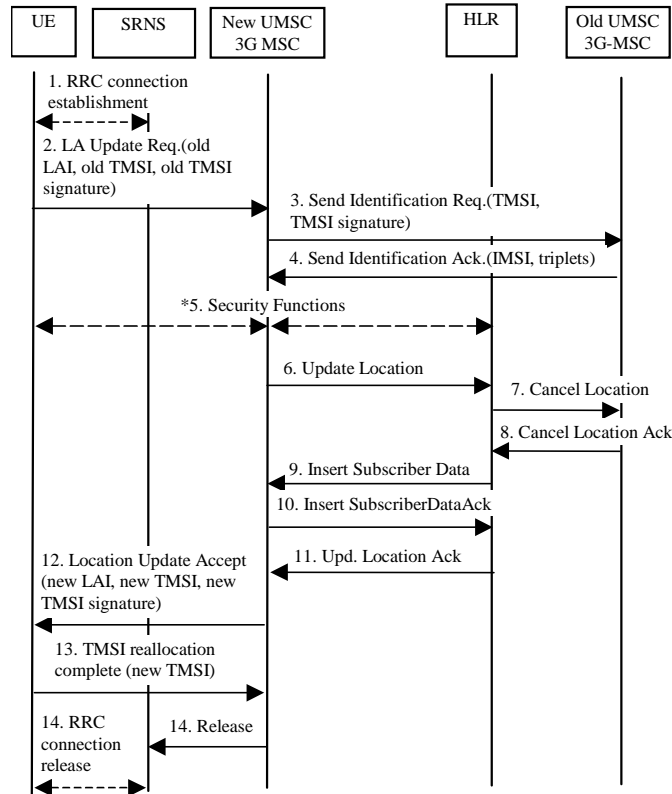 UE
SRNS
New UMSC
3G MSC
HLR
Old UMSC
3G-MSC
1. RRC connection
establishment
2. LA Update Req.(old
LAI, old TMSI, old TMSI
signature)
3. Send Identification Req.(TMSI,
TMSI signature)
4. Send Identification Ack.(IMSI, triplets)
*5. Security Functions
6. Update Location
7. Cancel Location
8. Cancel Location Ack
9. Insert Subscriber Data
10. Insert SubscriberDataAck
11. Upd. Location Ack
12. Location Update Accept
(new LAI, new TMSI, new
TMSI signature)
13. TMSI reallocation
complete (new TMSI)
14. RRC
connection
release
14. Release